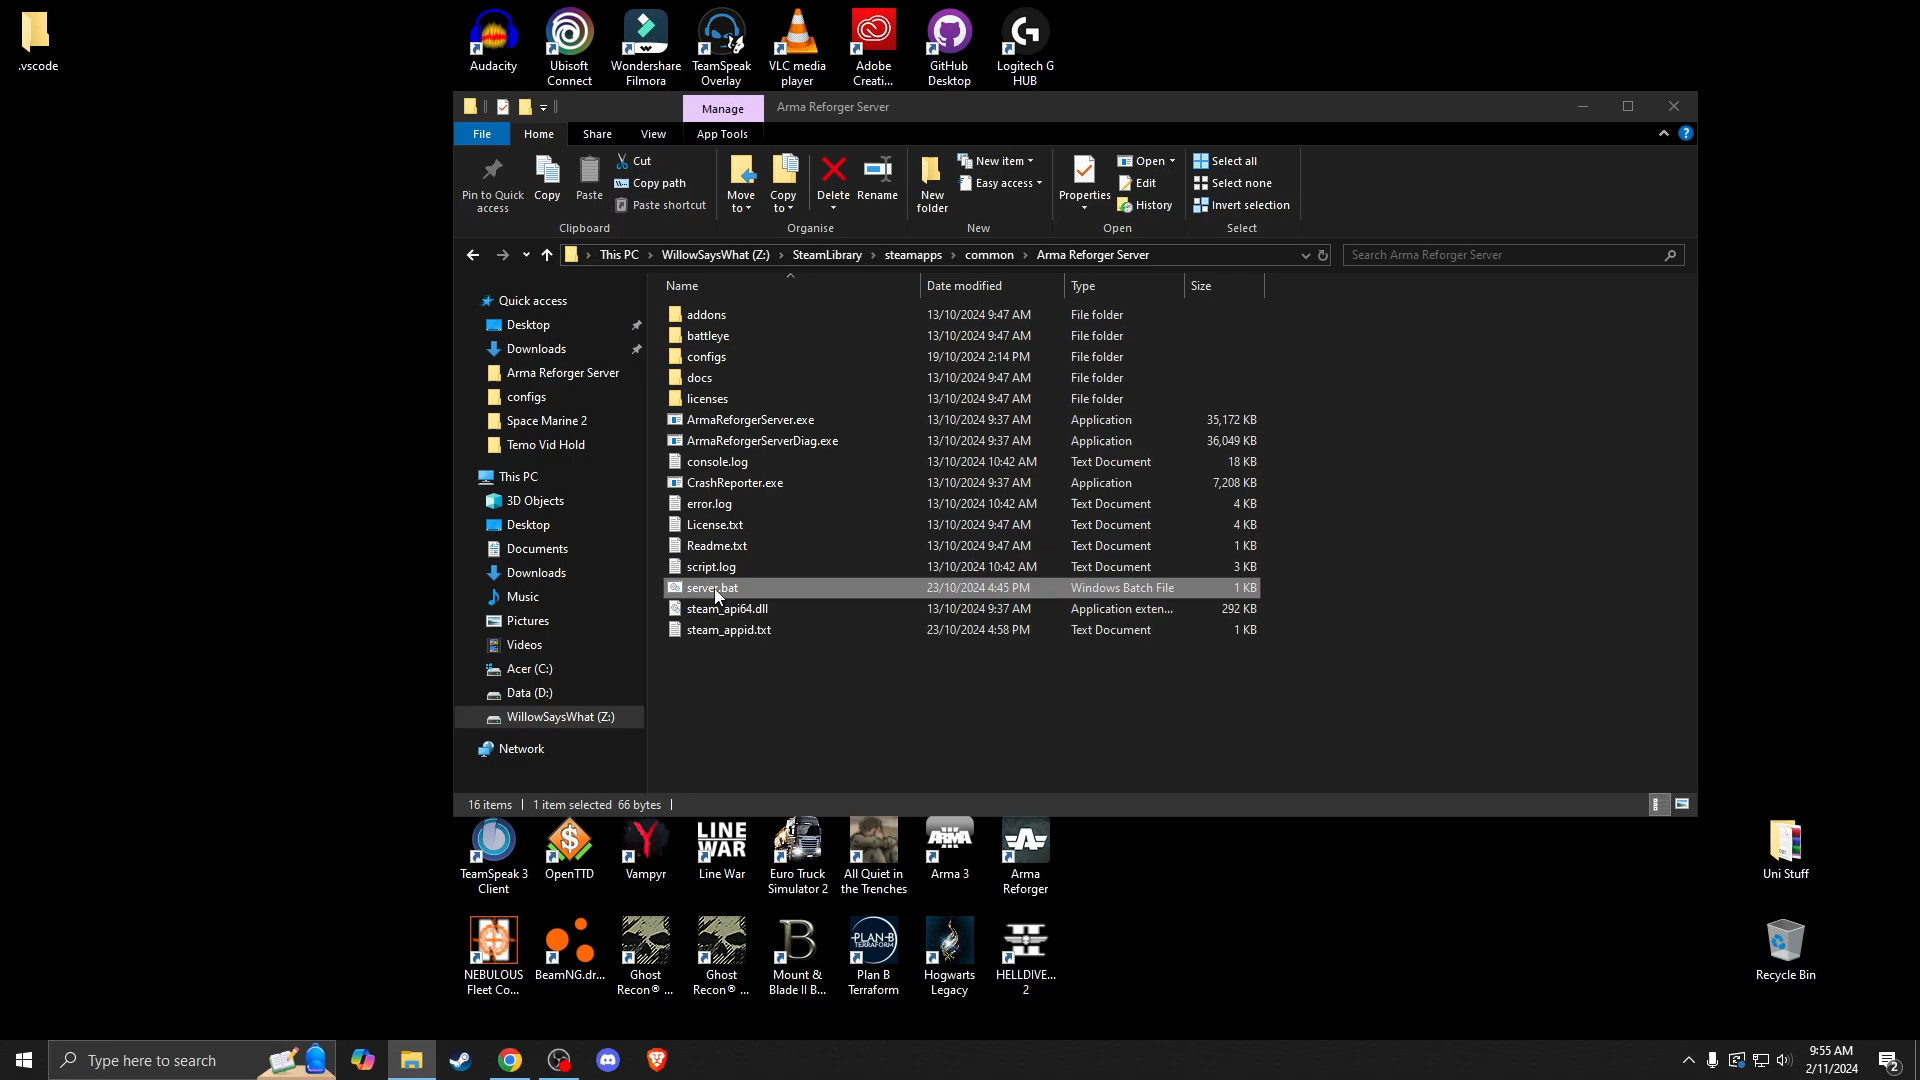 .vscode
Audacity
Ubisoft Connect
Wondershare Filmora
TeamSpeak Overlay
VLC media player
Adobe Creati...
GitHub Desktop
Logitech G HUB
Manage
Arma Reforger Server
File
Home
Share
View
App Tools
Pin to Quick access
Copy
Paste
Cut
Copy path
Paste shortcut
Clipboard
Move to
Copy to
Delete
Rename
Organise
New folder
New item
Easy access
New
Properties
Open
Edit
History
Open
Select all
Select none
Invert selection
Select
This PC > WillowSaysWhat (Z:) > SteamLibrary > steamapps > common > Arma Reforger Server
Search Arma Reforger Server
Quick access
Desktop
Downloads
Arma Reforger Server
configs
Space Marine 2
Temo Vid Hold
This PC
3D Objects
Desktop
Documents
Downloads
Music
Pictures
Videos
Acer (C:)
Data (D:)
WillowSaysWhat (Z:)
Network
Name Date modified Type Size
addons 13/10/2024 9:47 AM File folder
battleye 13/10/2024 9:47 AM File folder
configs 19/10/2024 2:14 PM File folder
docs 13/10/2024 9:47 AM File folder
licenses 13/10/2024 9:47 AM File folder
ArmaReforgerServer.exe 13/10/2024 9:37 AM Application 35,172 KB
ArmaReforgerServerDiag.exe 13/10/2024 9:37 AM Application 36,049 KB
console.log 13/10/2024 10:42 AM Text Document 18 KB
CrashReporter.exe 13/10/2024 9:37 AM Application 7,208 KB
error.log 13/10/2024 10:42 AM Text Document 4 KB
License.txt 13/10/2024 9:47 AM Text Document 4 KB
Readme.txt 13/10/2024 9:47 AM Text Document 1 KB
script.log 13/10/2024 10:42 AM Text Document 3 KB
server.bat 23/10/2024 4:45 PM Windows Batch File 1 KB
steam_api64.dll 13/10/2024 9:37 AM Application exten... 292 KB
steam_appid.txt 23/10/2024 4:58 PM Text Document 1 KB
16 items
1 item selected 66 bytes
LINE WAR
ARMA
TeamSpeak 3 Client
OpenTTD
Vampyr
Line War
Euro Truck Simulator 2
All Quiet in the Trenches
Arma 3
Arma Reforger
Uni Stuff
PLAN-B
TERRAFORM
NEBULOUS Fleet Co...
BeamNG.dr...
Ghost Recon® ...
Ghost Recon® ...
Mount & Blade II B...
Plan B Terraform
Hogwarts Legacy
HELLDIVE... 2
Recycle Bin
Type here to search
9:55 AM
2/11/2024
2